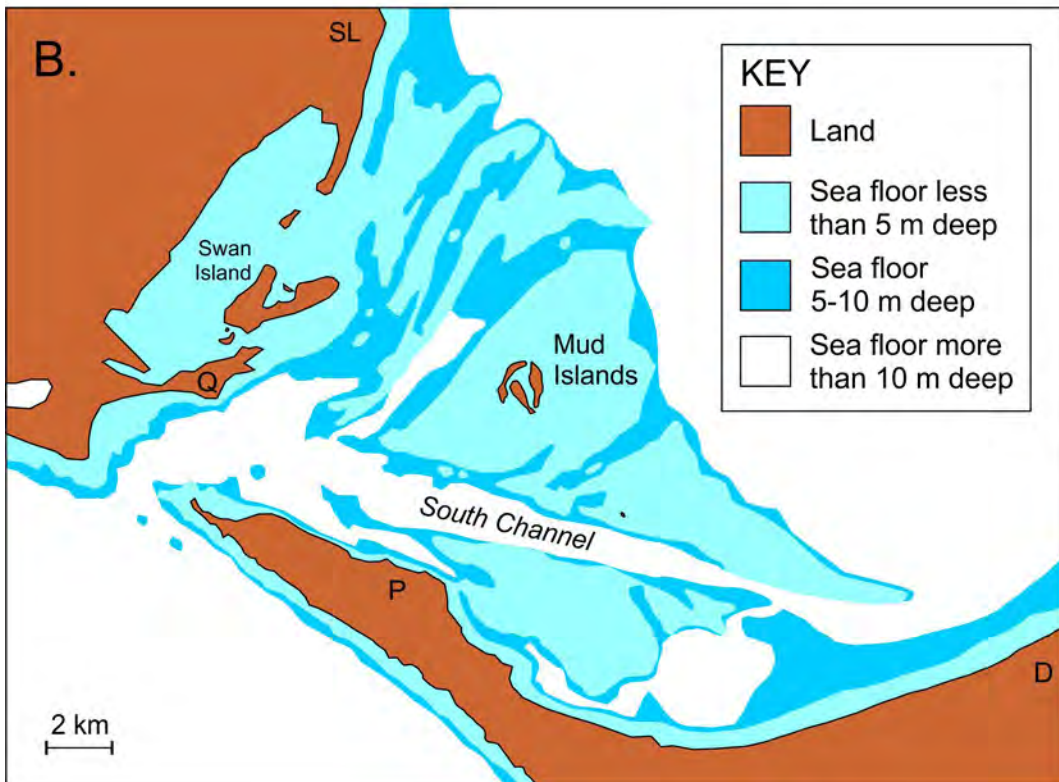 B.
SL
KEY
Land
Sea floor less
than 5 m deep
Sea floor
5-10 m deep
Sea floor more
than 10 m deep
Swan
Island
Mud
Islands
Q
South Channel
P
D
2 km